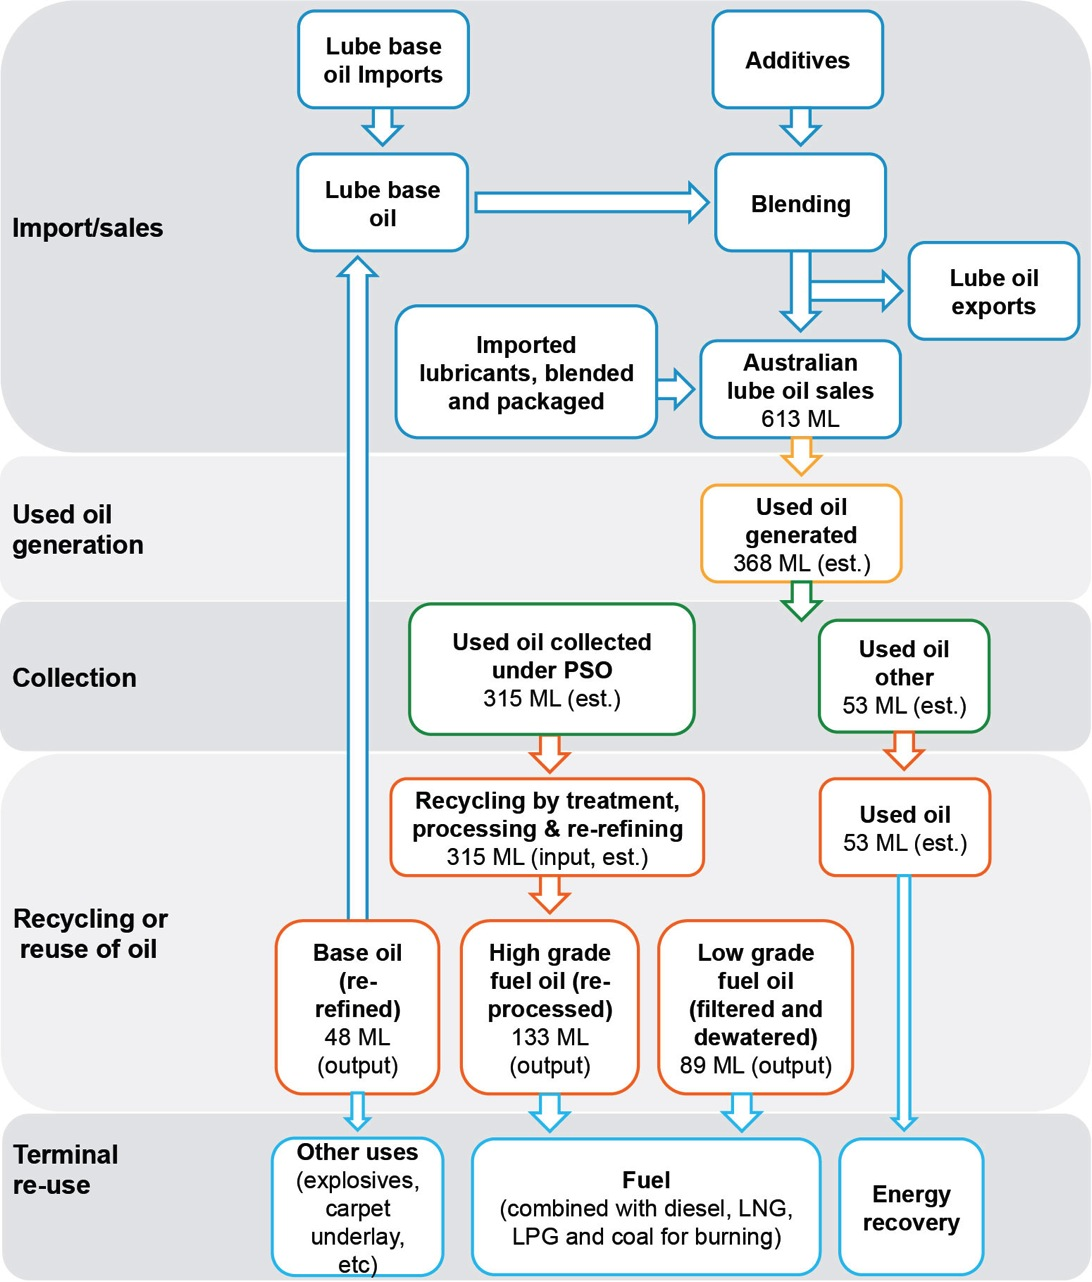 Lube base
oil Imports
Additives
Import/sales
Lube base
oil
Blending
Lube oil
exports
Imported
lubricants, blended
and packaged
Australian
lube oil sales
613 ML
Used oil
generation
Used oil
generated
368 ML (est.)
Collection
Used oil collected
under PSO
315 ML (est.)
Used oil
other
53 ML (est.)
Recycling or
reuse of oil
Recycling by treatment,
processing & re-refining
315 ML (input, est.)
Used oil
53 ML (est.)
Base oil
(re-
refined)
48 ML
(output)
High grade
fuel oil (re-
processed)
133 ML
(output)
Low grade
fuel oil
(filtered and
dewatered)
89 ML (output)
Terminal
re-use
Other uses
(explosives,
carpet
underlay,
etc)
Fuel
(combined with diesel, LNG,
LPG and coal for burning)
Energy
recovery